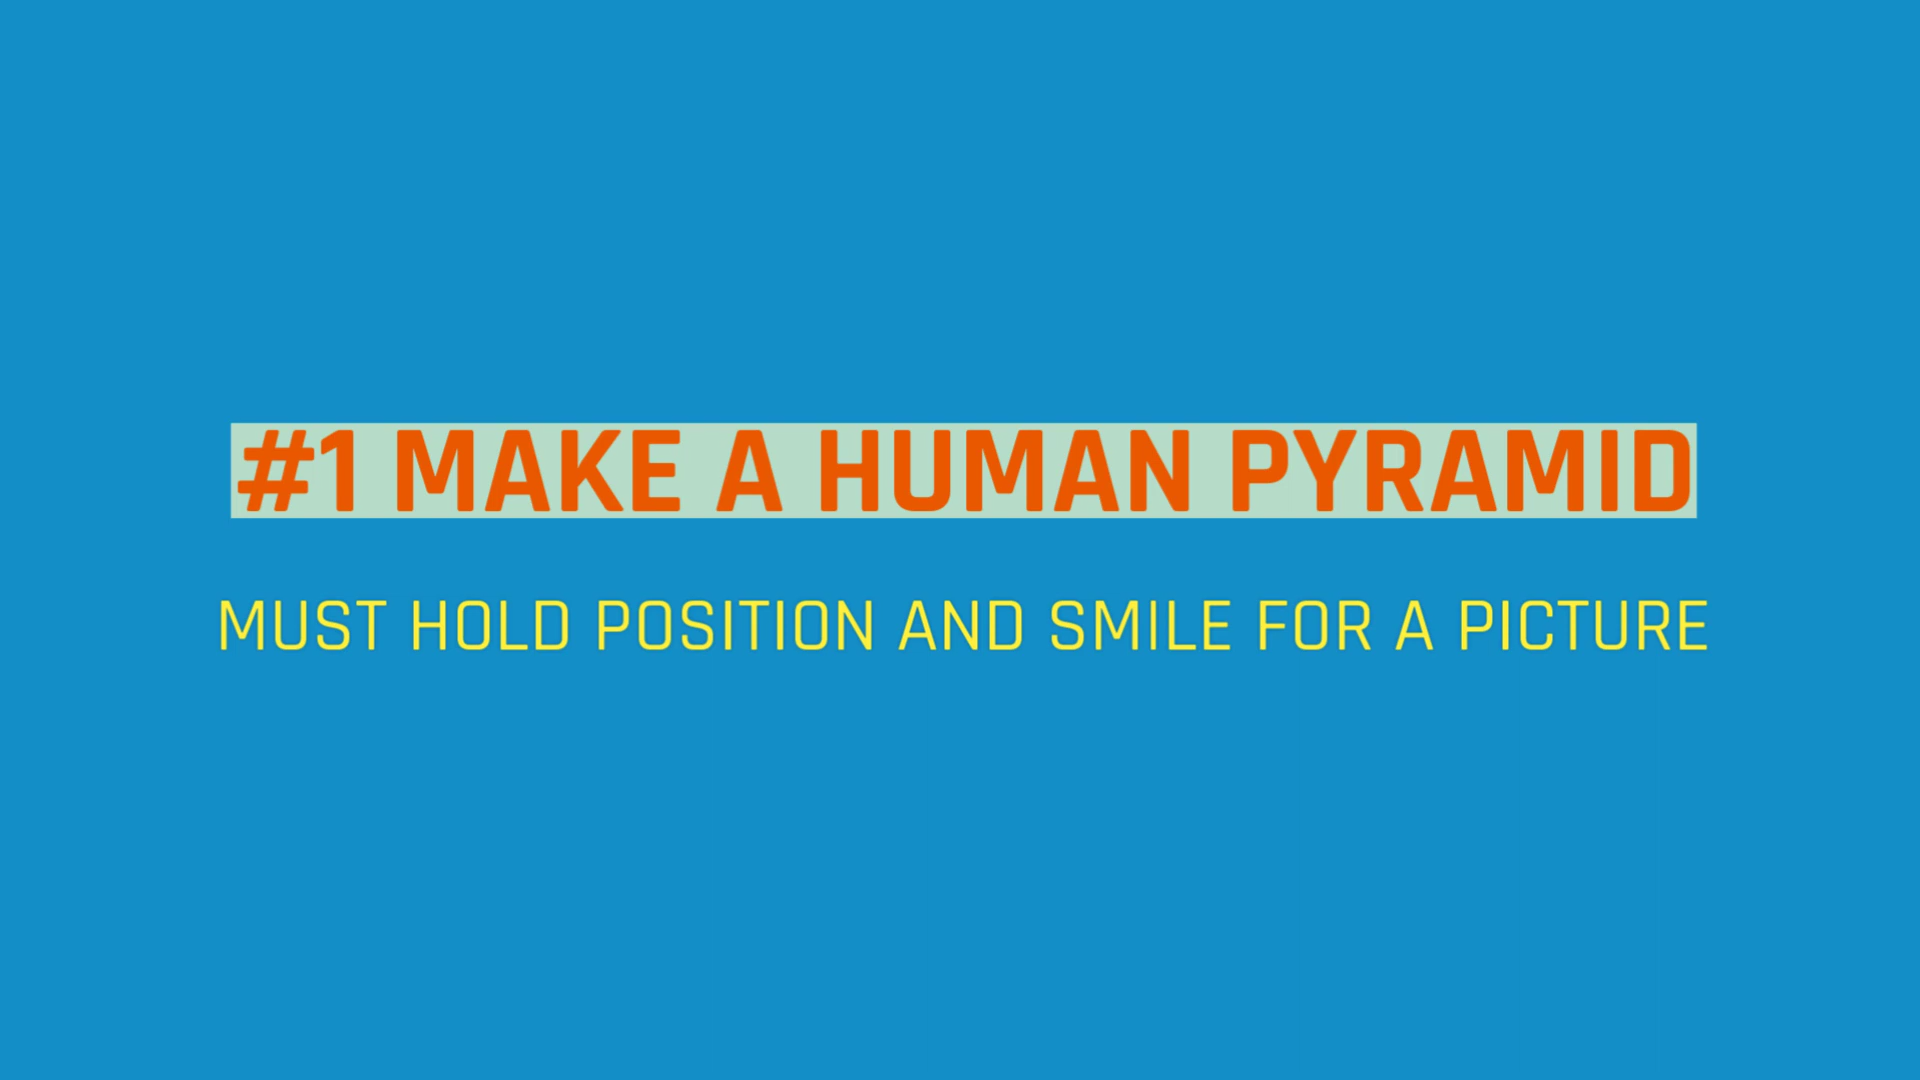 #1 MAKE A HUMAN PYRAMID
MUST HOLD POSITION AND SMILE FOR A PICTURE